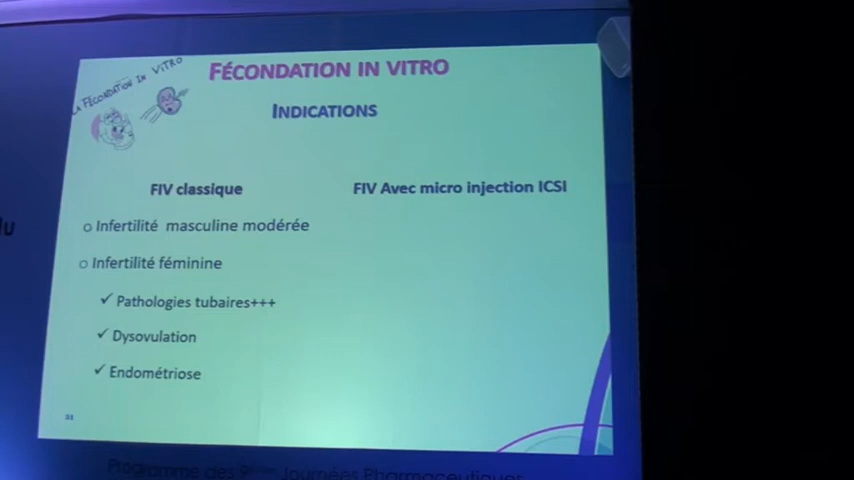 LA FÉCONDATION IN VITRO
FÉCONDATION IN VITRO
INDICATIONS
FIV classique
FIV Avec micro injection ICSI
o Infertilité masculine modérée
o Infertilité féminine
✓ Pathologies tubaires+++
✓ Dysovulation
✓ Endométriose
Programme des 9 Journées Pharmaceutiques